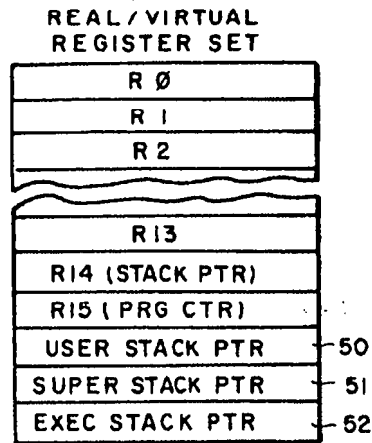 REAL/VIRTUAL
REGISTER SET
R Ø
R 1
R 2
R13
R14 (STACK PTR)
R15 ( PRG CTR)
USER STACK PTR 50
SUPER STACK PTR 51
EXEC STACK PTR 52